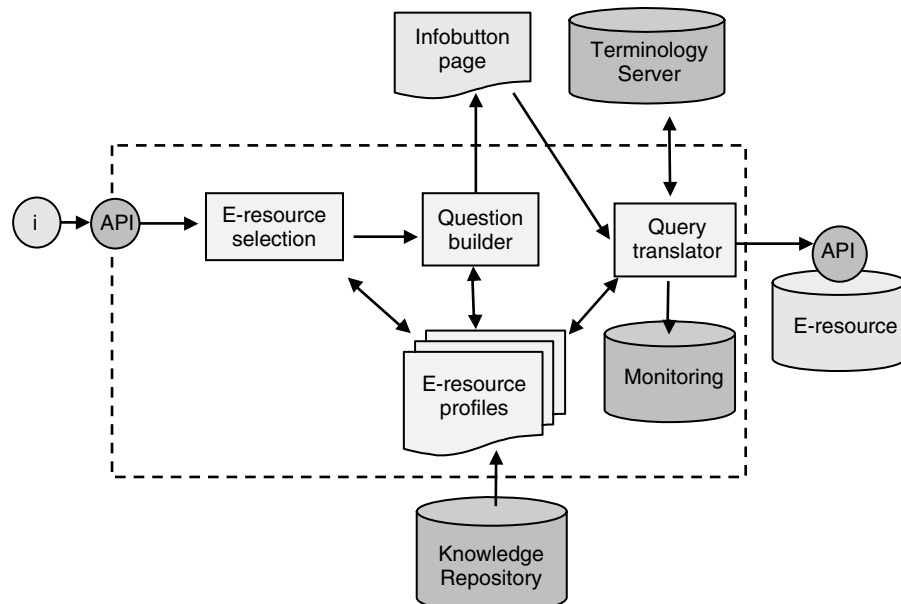 Infobutton
page
Terminology
Server
i
API
E-resource
selection
Question
builder
Query
translator
API
E-resource
E-resource
profiles
Monitoring
Knowledge
Repository